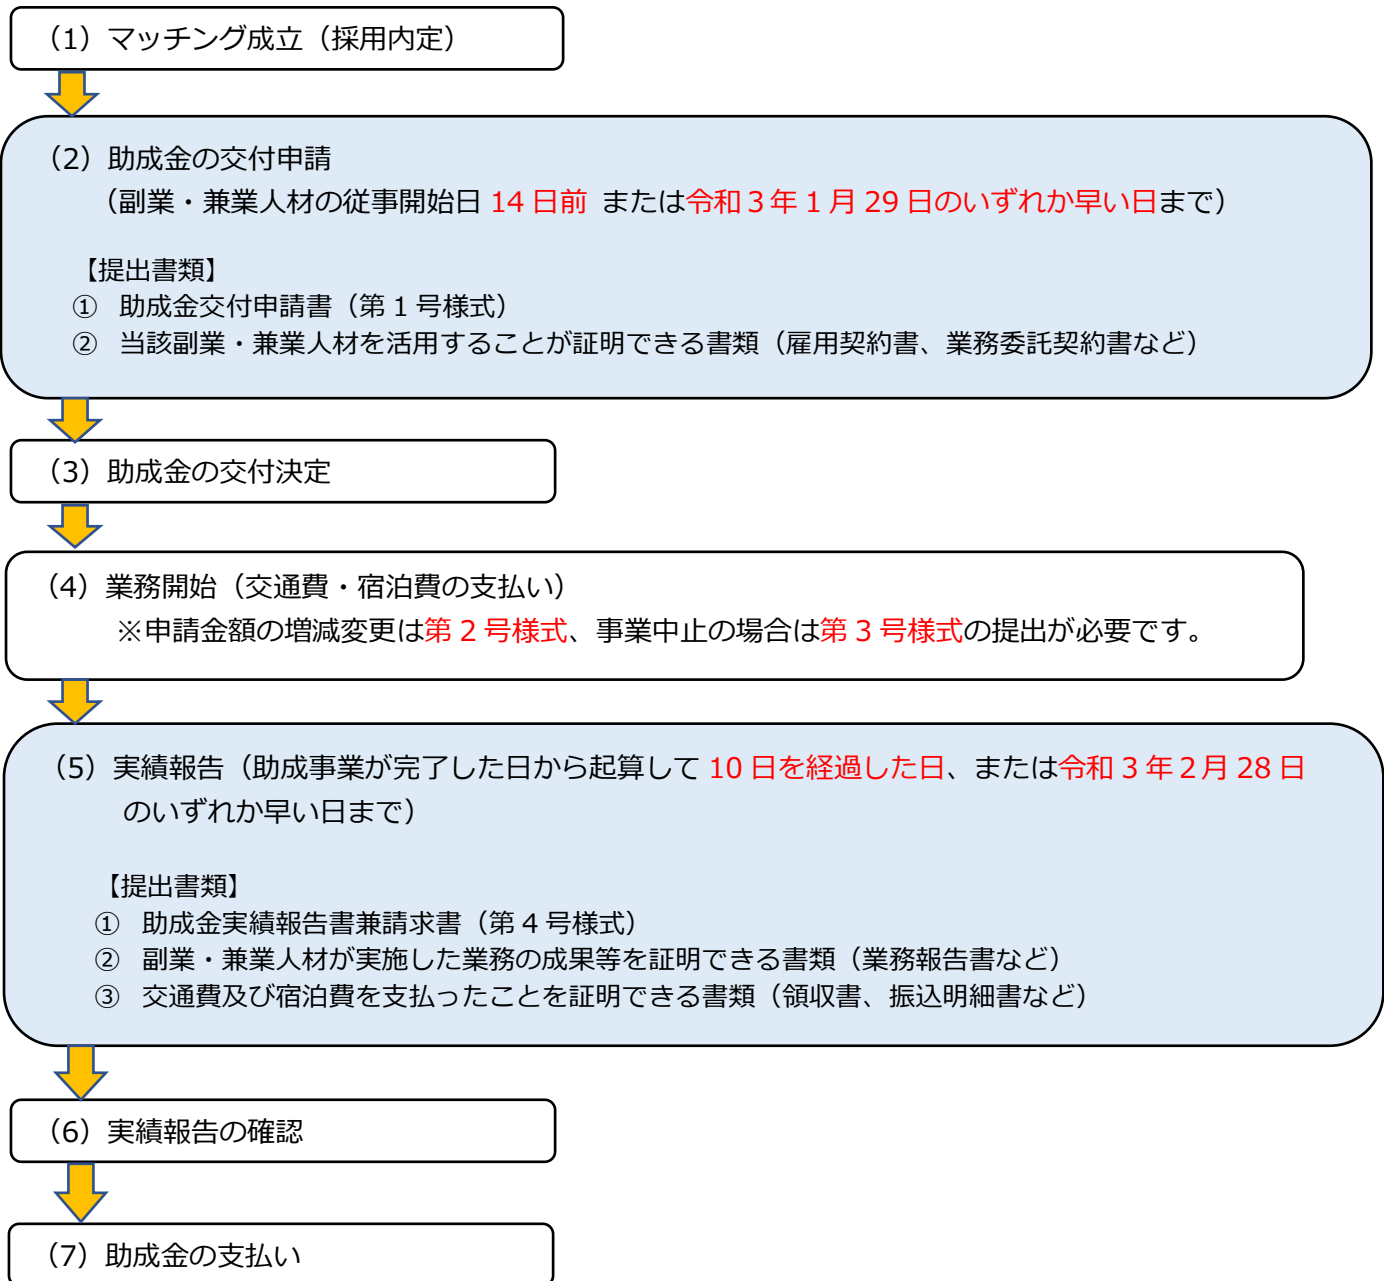 （1）マッチング成立（採用内定）
（2）助成金の交付申請
（副業・兼業人材の従事開始日 14 日前 または令和３年１月 29 日のいずれか早い日まで）
【提出書類】
① 助成金交付申請書（第 1 号様式）
② 当該副業・兼業人材を活用することが証明できる書類（雇用契約書、業務委託契約書など）
（3）助成金の交付決定
（4）業務開始（交通費・宿泊費の支払い）
※申請金額の増減変更は第 2 号様式、事業中止の場合は第 3 号様式の提出が必要です。
（5）実績報告（助成事業が完了した日から起算して 10 日を経過した日、または令和 3 年２月 28 日
のいずれか早い日まで）
【提出書類】
① 助成金実績報告書兼請求書（第 4 号様式）
② 副業・兼業人材が実施した業務の成果等を証明できる書類（業務報告書など）
③ 交通費及び宿泊費を支払ったことを証明できる書類（領収書、振込明細書など）
（6）実績報告の確認
（7）助成金の支払い